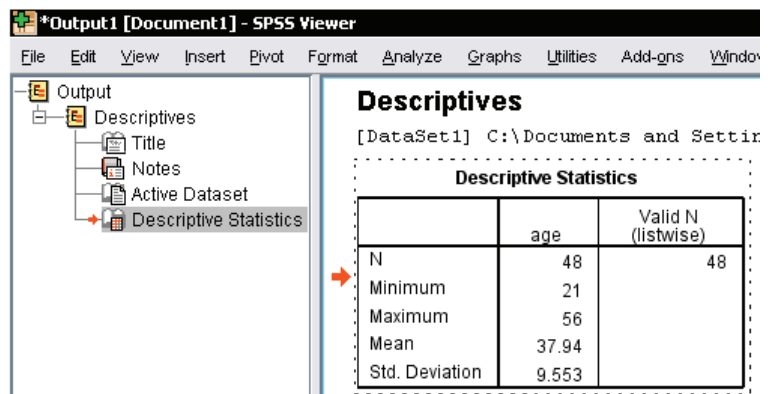 *Output1 [Document1] - SPSS Viewer
File Edit View Insert Pivot Format Analyze Graphs Utilities Add-ons Window
Output
Descriptives
Title
Notes
Active Dataset
Descriptive Statistics
Descriptives
[DataSet1] C:\Documents and Settin
Descriptive Statistics
age Valid N (listwise)
N 48 48
Minimum 21
Maximum 56
Mean 37.94
Std. Deviation 9.553